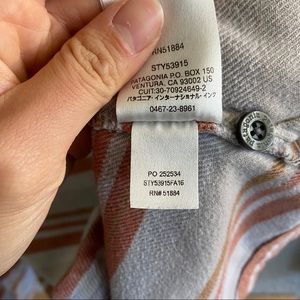 RN51884
STY53915
PATAGONIA P.O. BOX 150
VENTURA, CA 93002 US
CUIT:30-70924649-2
パタゴニア・インターナショナル・インク
0467-23-8961
PO 252534
STY53915FA16
RN# 51884